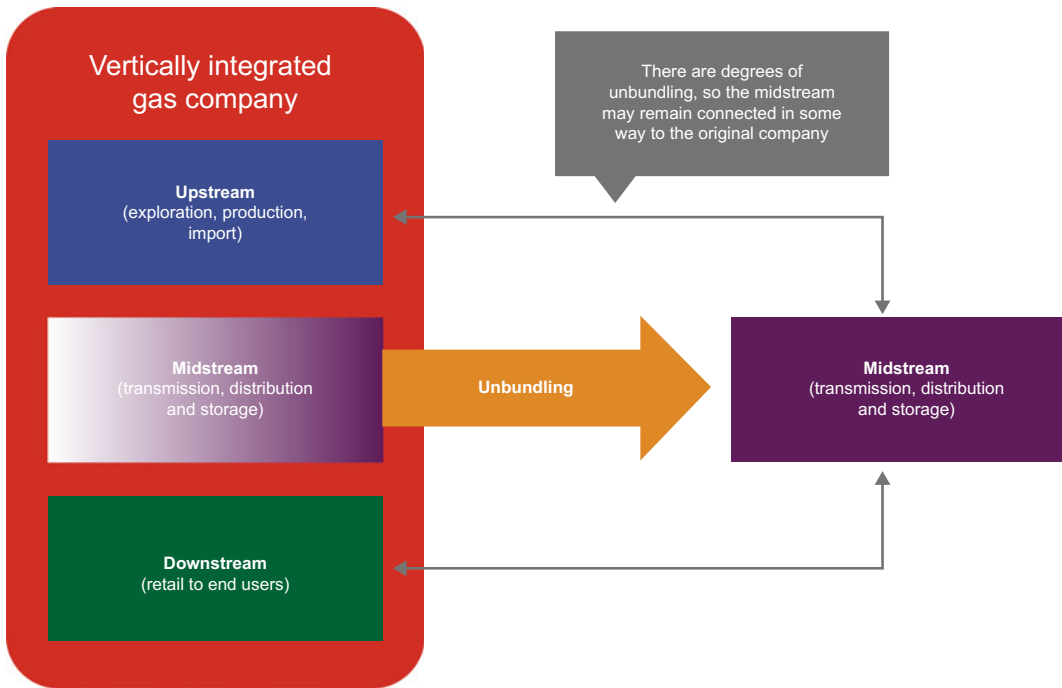 Vertically integrated
gas company
There are degrees of
unbundling, so the midstream
may remain connected in some
way to the original company
Upstream
(exploration, production,
import)
Midstream
(transmission, distribution
and storage)
Unbundling
Midstream
(transmission, distribution
and storage)
Downstream
(retail to end users)